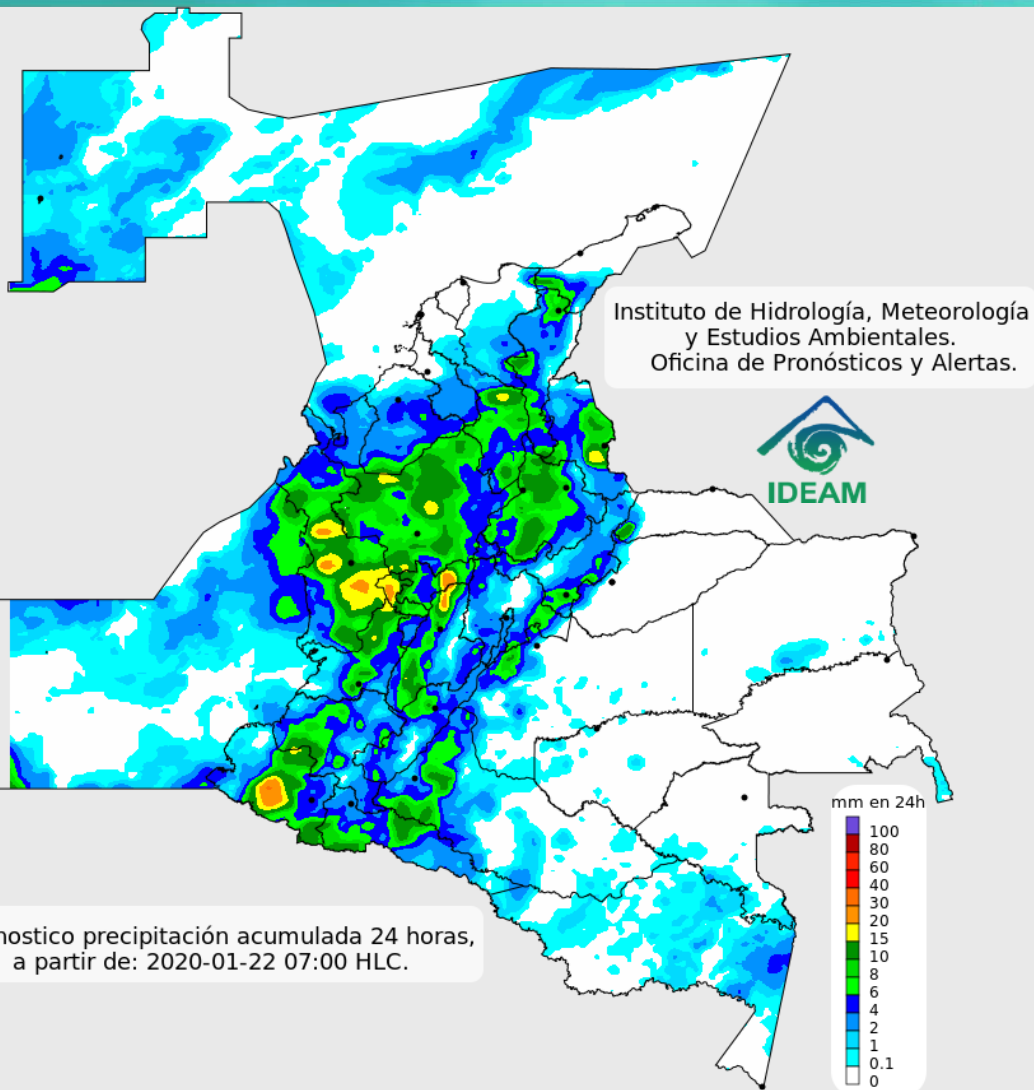 Instituto de Hidrología, Meteorología
y Estudios Ambientales.
Oficina de Pronósticos y Alertas.
IDEAM
mm en 24h
100
80
60
40
30
20
15
10
8
6
4
2
1
0.1
0
nostico precipitación acumulada 24 horas,
a partir de: 2020-01-22 07:00 HLC.